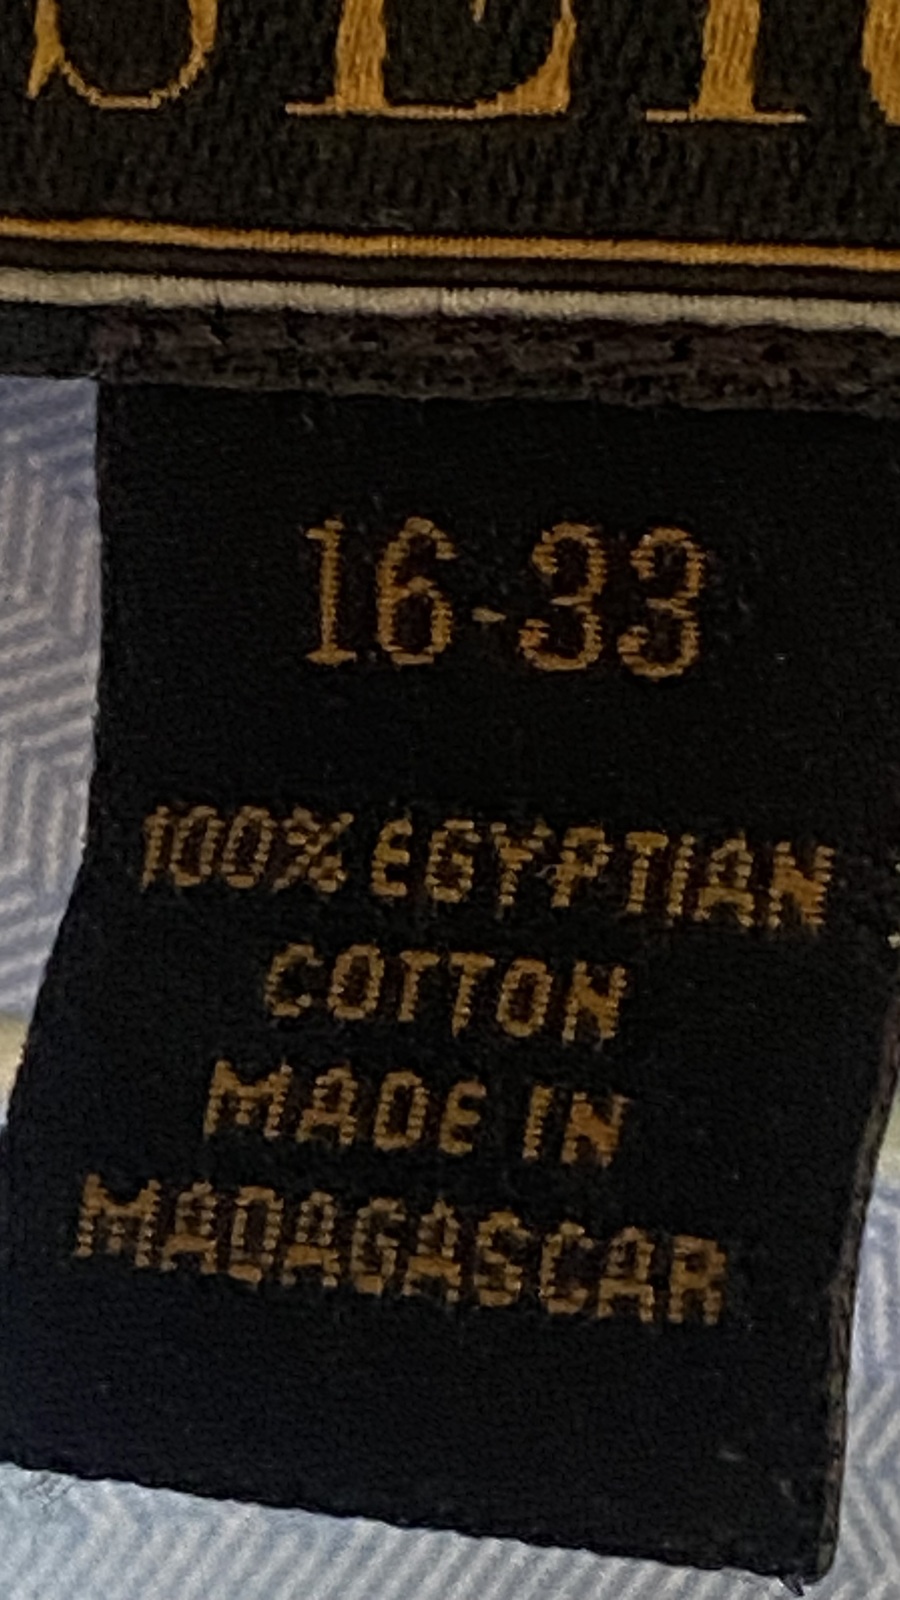 16-33
100% EGYPTIAN
COTTON
MADE IN
MADAGASCAR